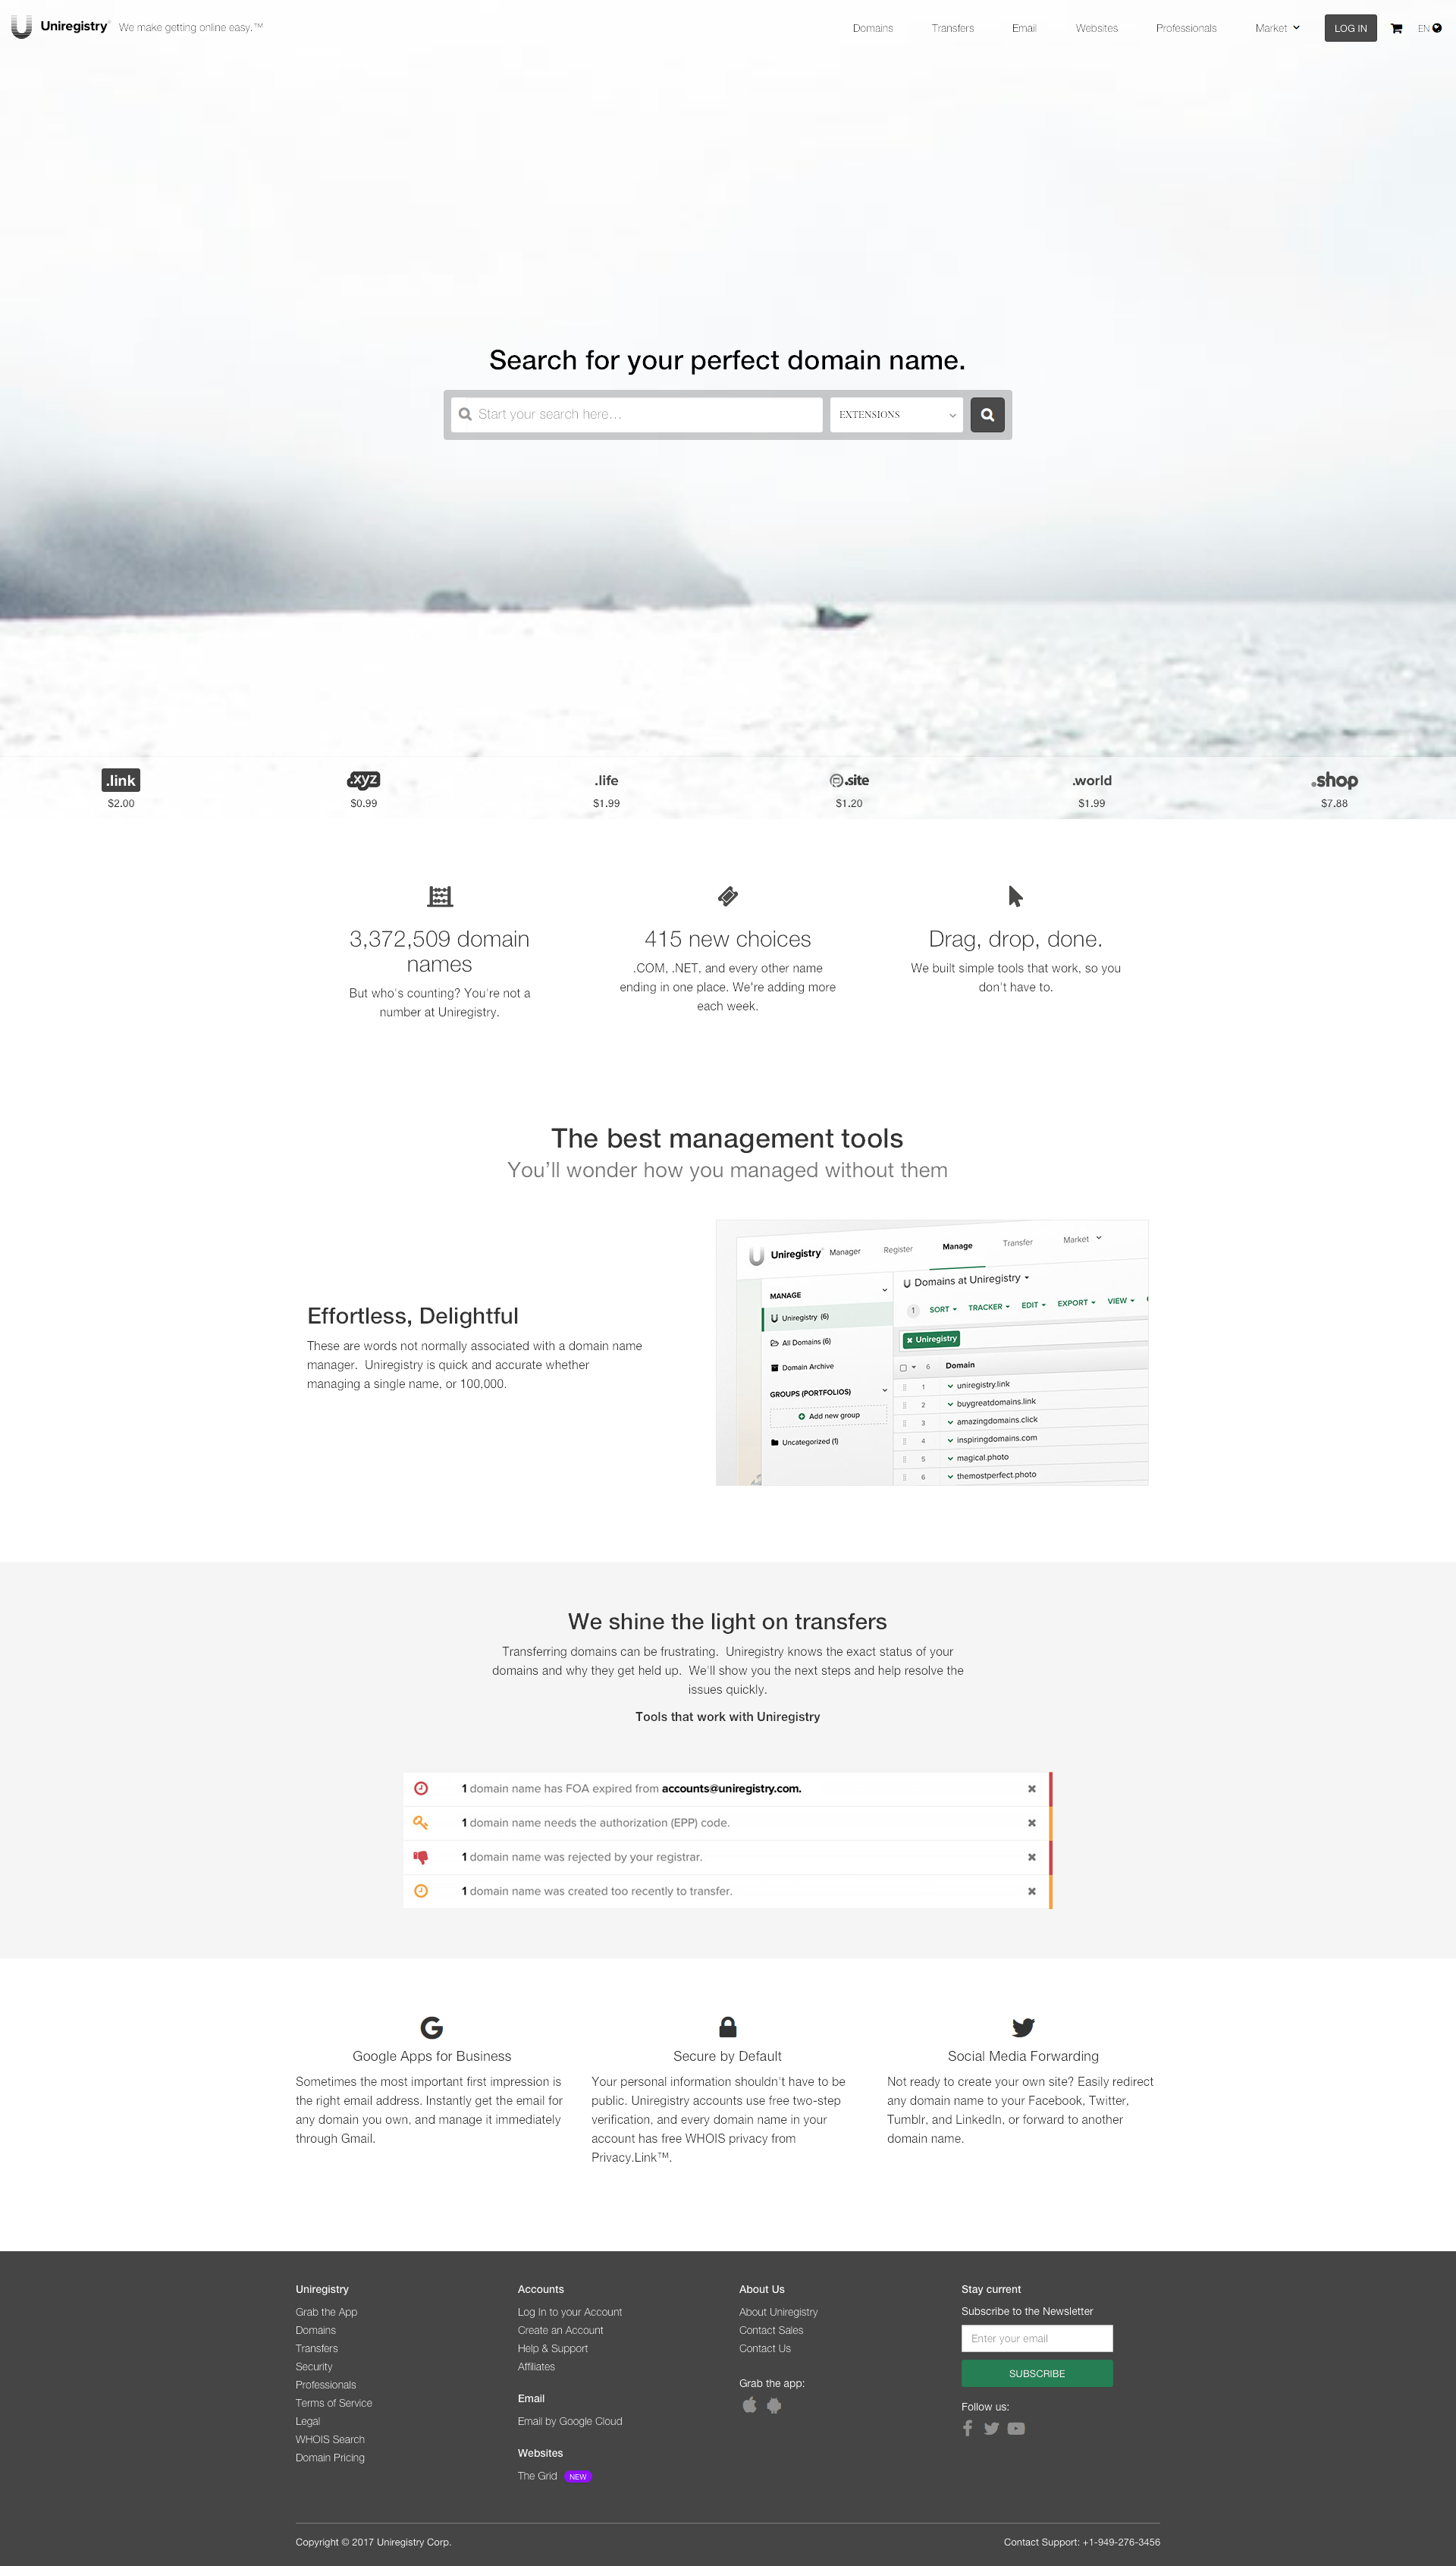 Uniregistry® We make getting online easy.™
Domains Transfers Email Websites Professionals Market LOG IN EN
Search for your perfect domain name.
Start your search here... EXTENSIONS
.link .xyz .life .site .world .shop
$2.00 $0.99 $1.99 $1.20 $1.99 $7.88
3,372,509 domain
names
But who's counting? You're not a
number at Uniregistry.
415 new choices
.COM, .NET, and every other name
ending in one place. We're adding more
each week.
Drag, drop, done.
We built simple tools that work, so you
don't have to.
The best management tools
You'll wonder how you managed without them
Effortless, Delightful
These are words not normally associated with a domain name
manager.  Uniregistry is quick and accurate whether
managing a single name, or 100,000.
Uniregistry® Manager Register Manage Transfer Market
MANAGE
Uniregistry (6)
All Domains (6)
Domain Archive
GROUPS (PORTFOLIOS)
Add new group
Uncategorized (1)
Domains at Uniregistry
1 SORT TRACKER EDIT EXPORT VIEW
Uniregistry
6 Domain
1 uniregistry.link
2 buygreatdomains.link
3 amazingdomains.click
4 inspiringdomains.com
5 magical.photo
6 themostperfect.photo
We shine the light on transfers
Transferring domains can be frustrating.  Uniregistry knows the exact status of your
domains and why they get held up.  We'll show you the next steps and help resolve the
issues quickly.
Tools that work with Uniregistry
1 domain name has FOA expired from accounts@uniregistry.com.
1 domain name needs the authorization (EPP) code.
1 domain name was rejected by your registrar.
1 domain name was created too recently to transfer.
Google Apps for Business
Sometimes the most important first impression is
the right email address. Instantly get the email for
any domain you own, and manage it immediately
through Gmail.
Secure by Default
Your personal information shouldn't have to be
public. Uniregistry accounts use free two-step
verification, and every domain name in your
account has free WHOIS privacy from
Privacy.Link™.
Social Media Forwarding
Not ready to create your own site? Easily redirect
any domain name to your Facebook, Twitter,
Tumblr, and LinkedIn, or forward to another
domain name.
Uniregistry
Grab the App
Domains
Transfers
Security
Professionals
Terms of Service
Legal
WHOIS Search
Domain Pricing
Accounts
Log In to your Account
Create an Account
Help & Support
Affiliates
Email
Email by Google Cloud
Websites
The Grid NEW
About Us
About Uniregistry
Contact Sales
Contact Us
Grab the app:
Stay current
Subscribe to the Newsletter
Enter your email
SUBSCRIBE
Follow us:
Copyright © 2017 Uniregistry Corp.
Contact Support: +1-949-276-3456